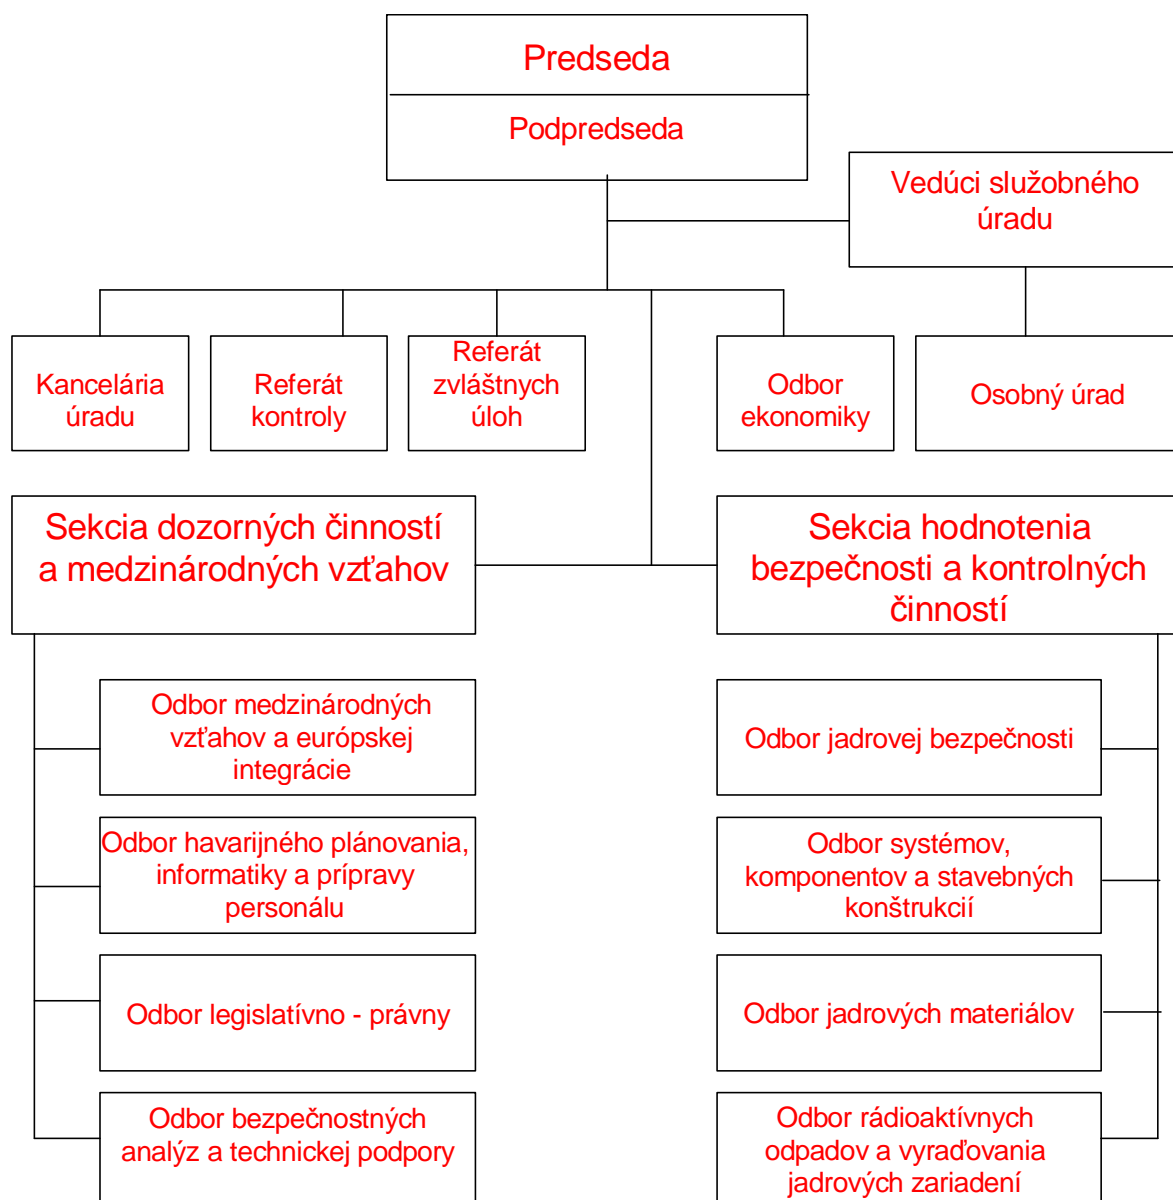 Predseda
Podpredseda
Vedúci služobného
úradu
Kancelária
úradu
Referát
kontroly
Referát
zvláštnych
úloh
Odbor
ekonomiky
Osobný úrad
Sekcia dozorných činností
a medzinárodných vzťahov
Sekcia hodnotenia
bezpečnosti a kontrolných
činností
Odbor medzinárodných
vzťahov a európskej
integrácie
Odbor havarijného plánovania,
informatiky a prípravy
personálu
Odbor legislatívno - právny
Odbor bezpečnostných
analýz a technickej podpory
Odbor jadrovej bezpečnosti
Odbor systémov,
komponentov a stavebných
konštrukcií
Odbor jadrových materiálov
Odbor rádioaktívnych
odpadov a vyraďovania
jadrových zariadení